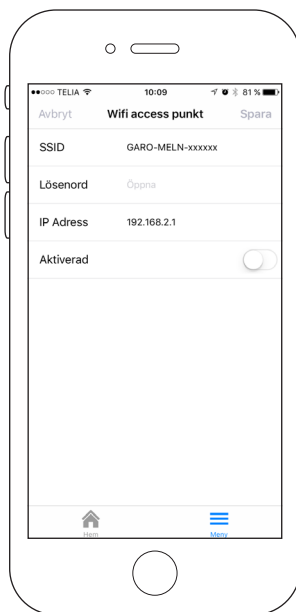 TELIA 10:09 81 %
Avbryt Wifi access punkt Spara
SSID GARO-MELN-xxxxxx
Lösenord Öppna
IP Adress 192.168.2.1
Aktiverad
Hem Meny